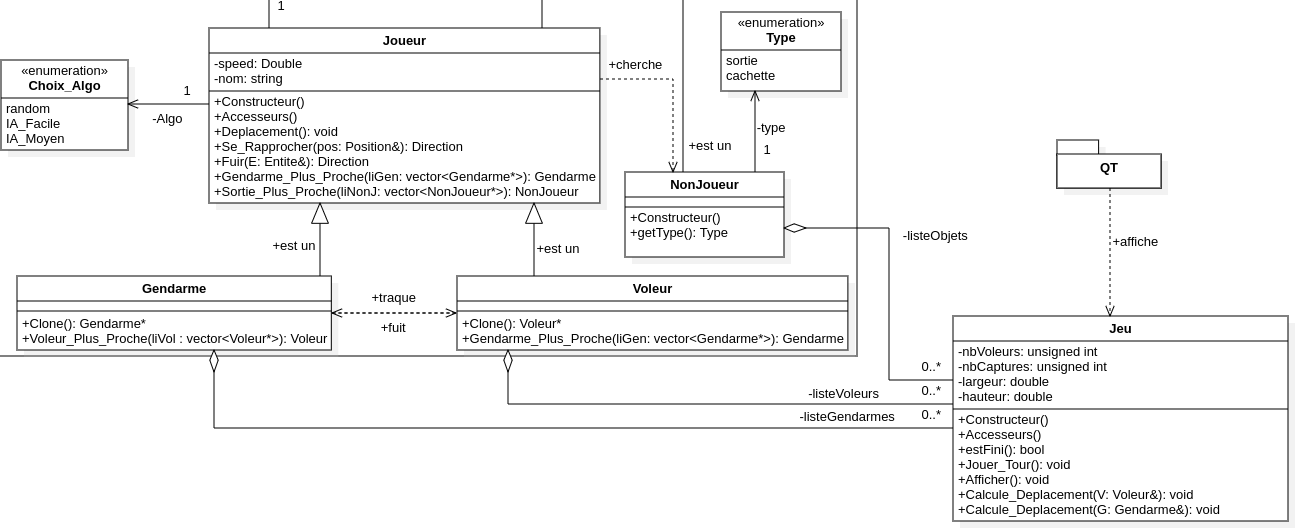 1
Joueur
-speed: Double
-nom: string
+Constructeur()
+Accesseurs()
+Deplacement(): void
+Se_Rapprocher(pos: Position&): Direction
+Fuir(E: Entite&): Direction
+Gendarme_Plus_Proche(liGen: vector<Gendarme*>): Gendarme
+Sortie_Plus_Proche(liNonJ: vector<NonJoueur*>): NonJoueur
«enumeration»
Choix_Algo
random
IA_Facile
IA_Moyen
1
-Algo
+cherche
«enumeration»
Type
sortie
cachette
-type
1
+est un
NonJoueur
+Constructeur()
+getType(): Type
QT
+affiche
-listeObjets
+est un
+est un
Gendarme
+Clone(): Gendarme*
+Voleur_Plus_Proche(liVol : vector<Voleur*>): Voleur
+traque
+fuit
Voleur
+Clone(): Voleur*
+Gendarme_Plus_Proche(liGen: vector<Gendarme*>): Gendarme
0..*
-listeVoleurs
0..*
-listeGendarmes
0..*
Jeu
-nbVoleurs: unsigned int
-nbCaptures: unsigned int
-largeur: double
-hauteur: double
+Constructeur()
+Accesseurs()
+estFini(): bool
+Jouer_Tour(): void
+Afficher(): void
+Calcule_Deplacement(V: Voleur&): void
+Calcule_Deplacement(G: Gendarme&): void